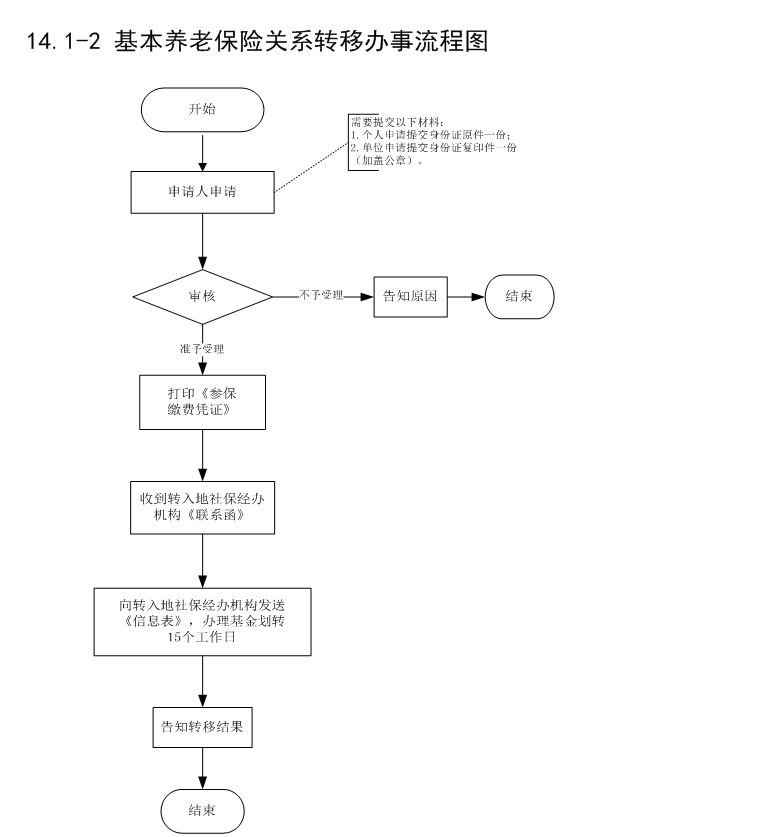 14.1-2 基本养老保险关系转移办事流程图
开始
需要提交以下材料:
1.个人申请提交身份证原件一份;
2.单位申请提交身份证复印件一份
（加盖公章）。
申请人申请
审核
不予受理
告知原因
结束
准予受理
打印《参保
缴费凭证》
收到转入地社保经办
机构《联系函》
向转入地社保经办机构发送
《信息表》，办理基金划转
15个工作日
告知转移结果
结束